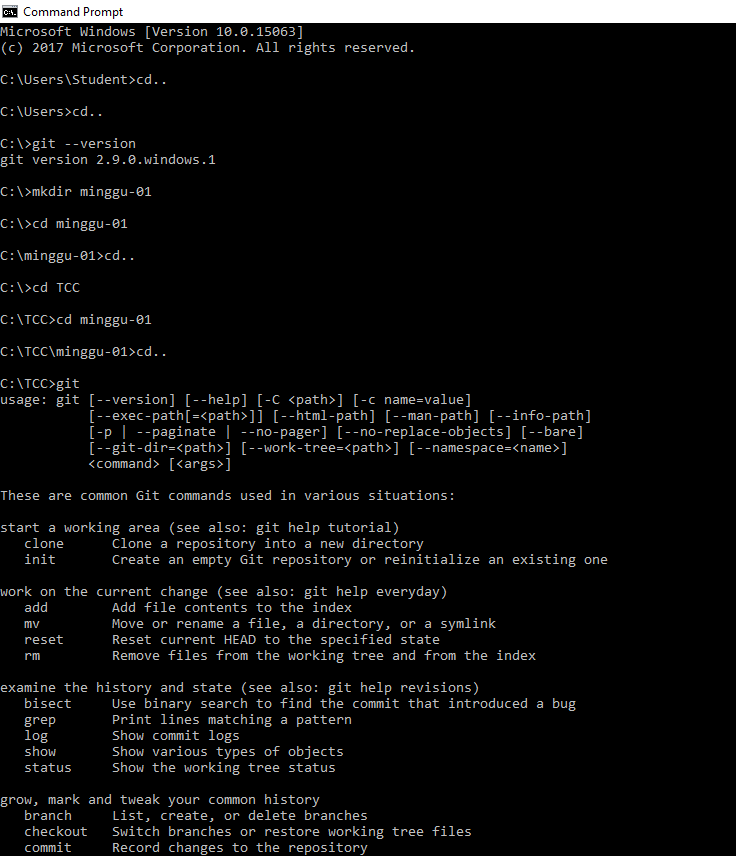 Command Prompt
Microsoft Windows [Version 10.0.15063]
(c) 2017 Microsoft Corporation. All rights reserved.
C:\Users\Student>cd..
C:\Users>cd..
C:\>git --version
git version 2.9.0.windows.1
C:\>mkdir minggu-01
C:\>cd minggu-01
C:\minggu-01>cd..
C:\>cd TCC
C:\TCC>cd minggu-01
C:\TCC\minggu-01>cd..
C:\TCC>git
usage: git [--version] [--help] [-C <path>] [-c name=value]
           [--exec-path[=<path>]] [--html-path] [--man-path] [--info-path]
           [-p | --paginate | --no-pager] [--no-replace-objects] [--bare]
           [--git-dir=<path>] [--work-tree=<path>] [--namespace=<name>]
           <command> [<args>]
These are common Git commands used in various situations:
start a working area (see also: git help tutorial)
   clone      Clone a repository into a new directory
   init       Create an empty Git repository or reinitialize an existing one
work on the current change (see also: git help everyday)
   add        Add file contents to the index
   mv         Move or rename a file, a directory, or a symlink
   reset      Reset current HEAD to the specified state
   rm         Remove files from the working tree and from the index
examine the history and state (see also: git help revisions)
   bisect     Use binary search to find the commit that introduced a bug
   grep       Print lines matching a pattern
   log        Show commit logs
   show       Show various types of objects
   status     Show the working tree status
grow, mark and tweak your common history
   branch     List, create, or delete branches
   checkout   Switch branches or restore working tree files
   commit     Record changes to the repository